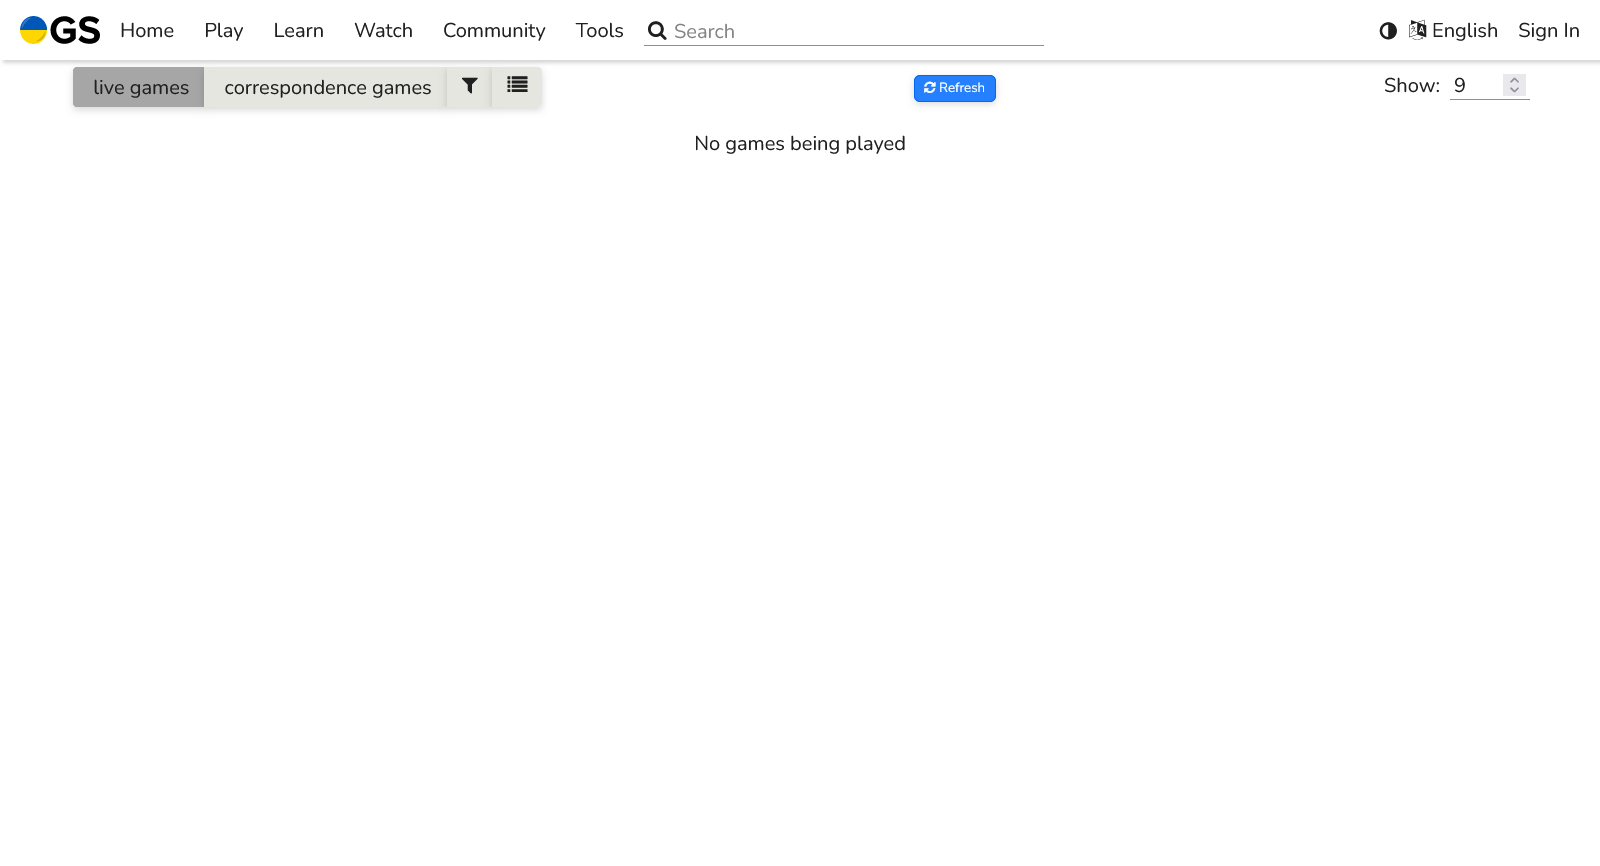 GS Home Play Learn Watch Community Tools Search English Sign In
live games correspondence games Refresh Show: 9
No games being played